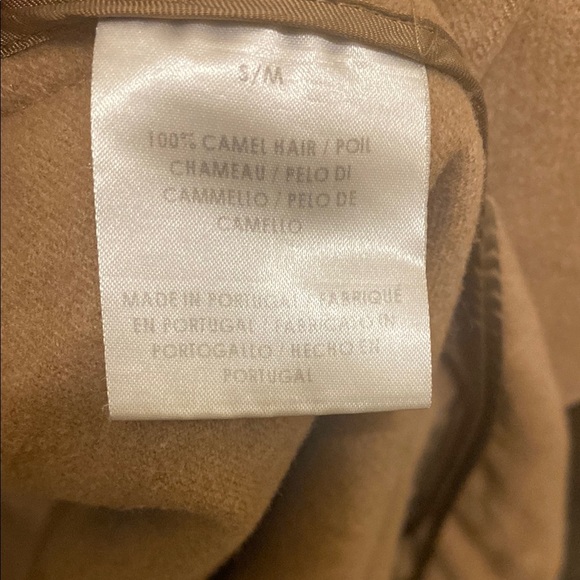 S/M
100% CAMEL HAIR / POIL
CHAMEAU / PELO DI
CAMMELLO / PELO DE
CAMELLO
MADE IN PORTUGAL / FABRIQUÉ
EN PORTUGAL / FABRICATO IN
PORTOGALLO / HECHO EN
PORTUGAL